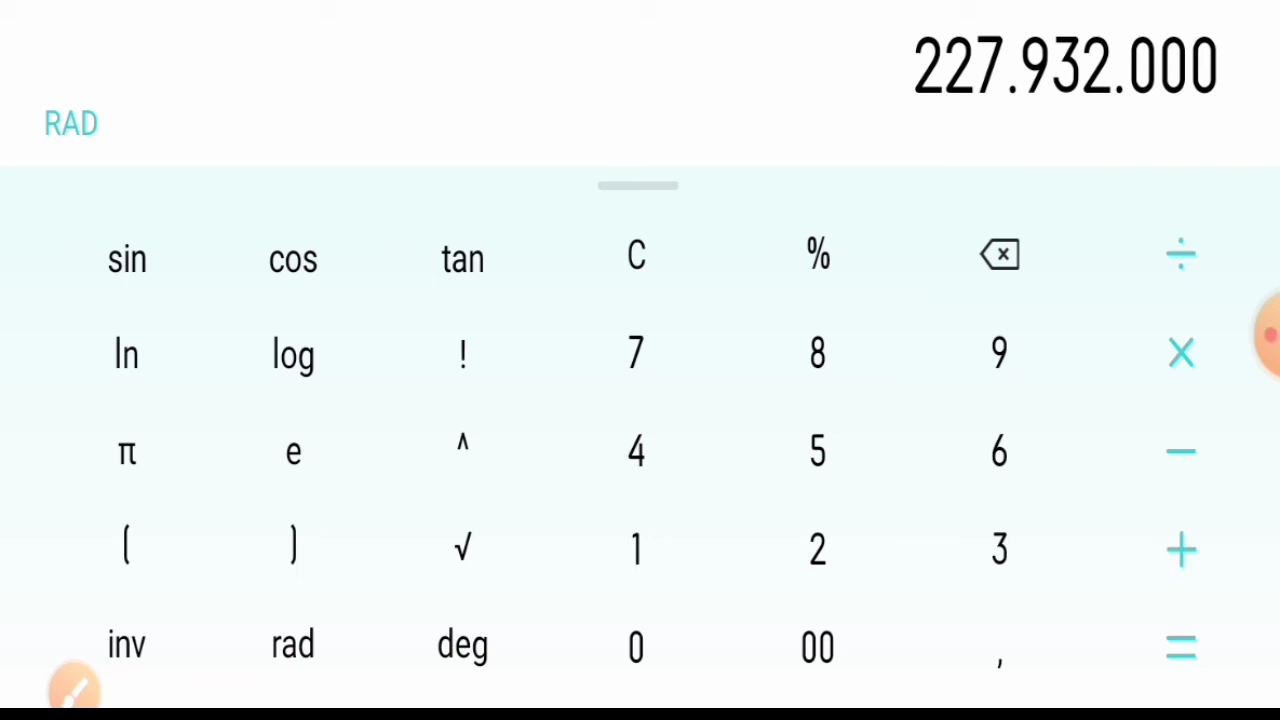 227.932.000
RAD
sin cos tan C % ÷
ln log ! 7 8 9 ×
π e ^ 4 5 6 −
( ) √ 1 2 3 +
inv rad deg 0 00 , =